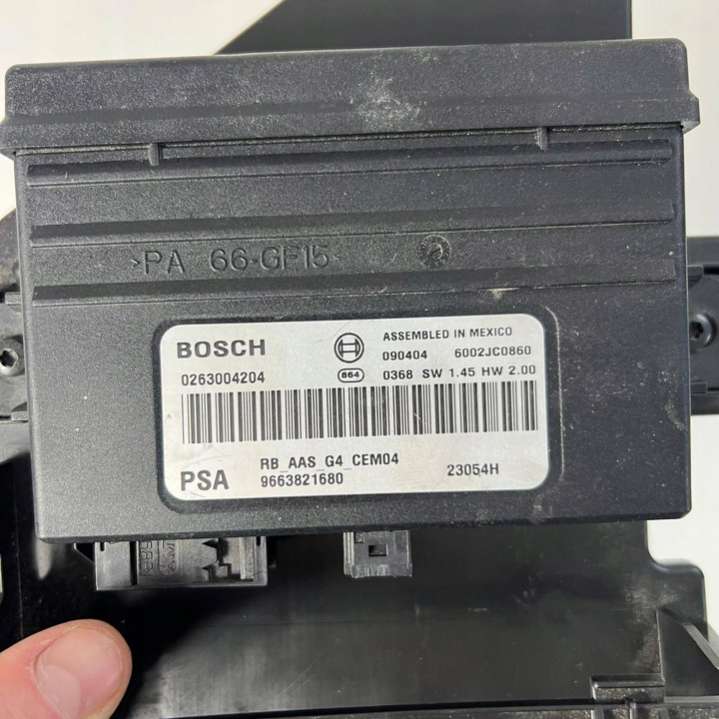 >PA 66-GF15<
BOSCH
ASSEMBLED IN MEXICO
090404 6002JC0860
0263004204
864 0368 SW 1.45 HW 2.00
RB_AAS_G4_CEM04
PSA 9663821680 23054H